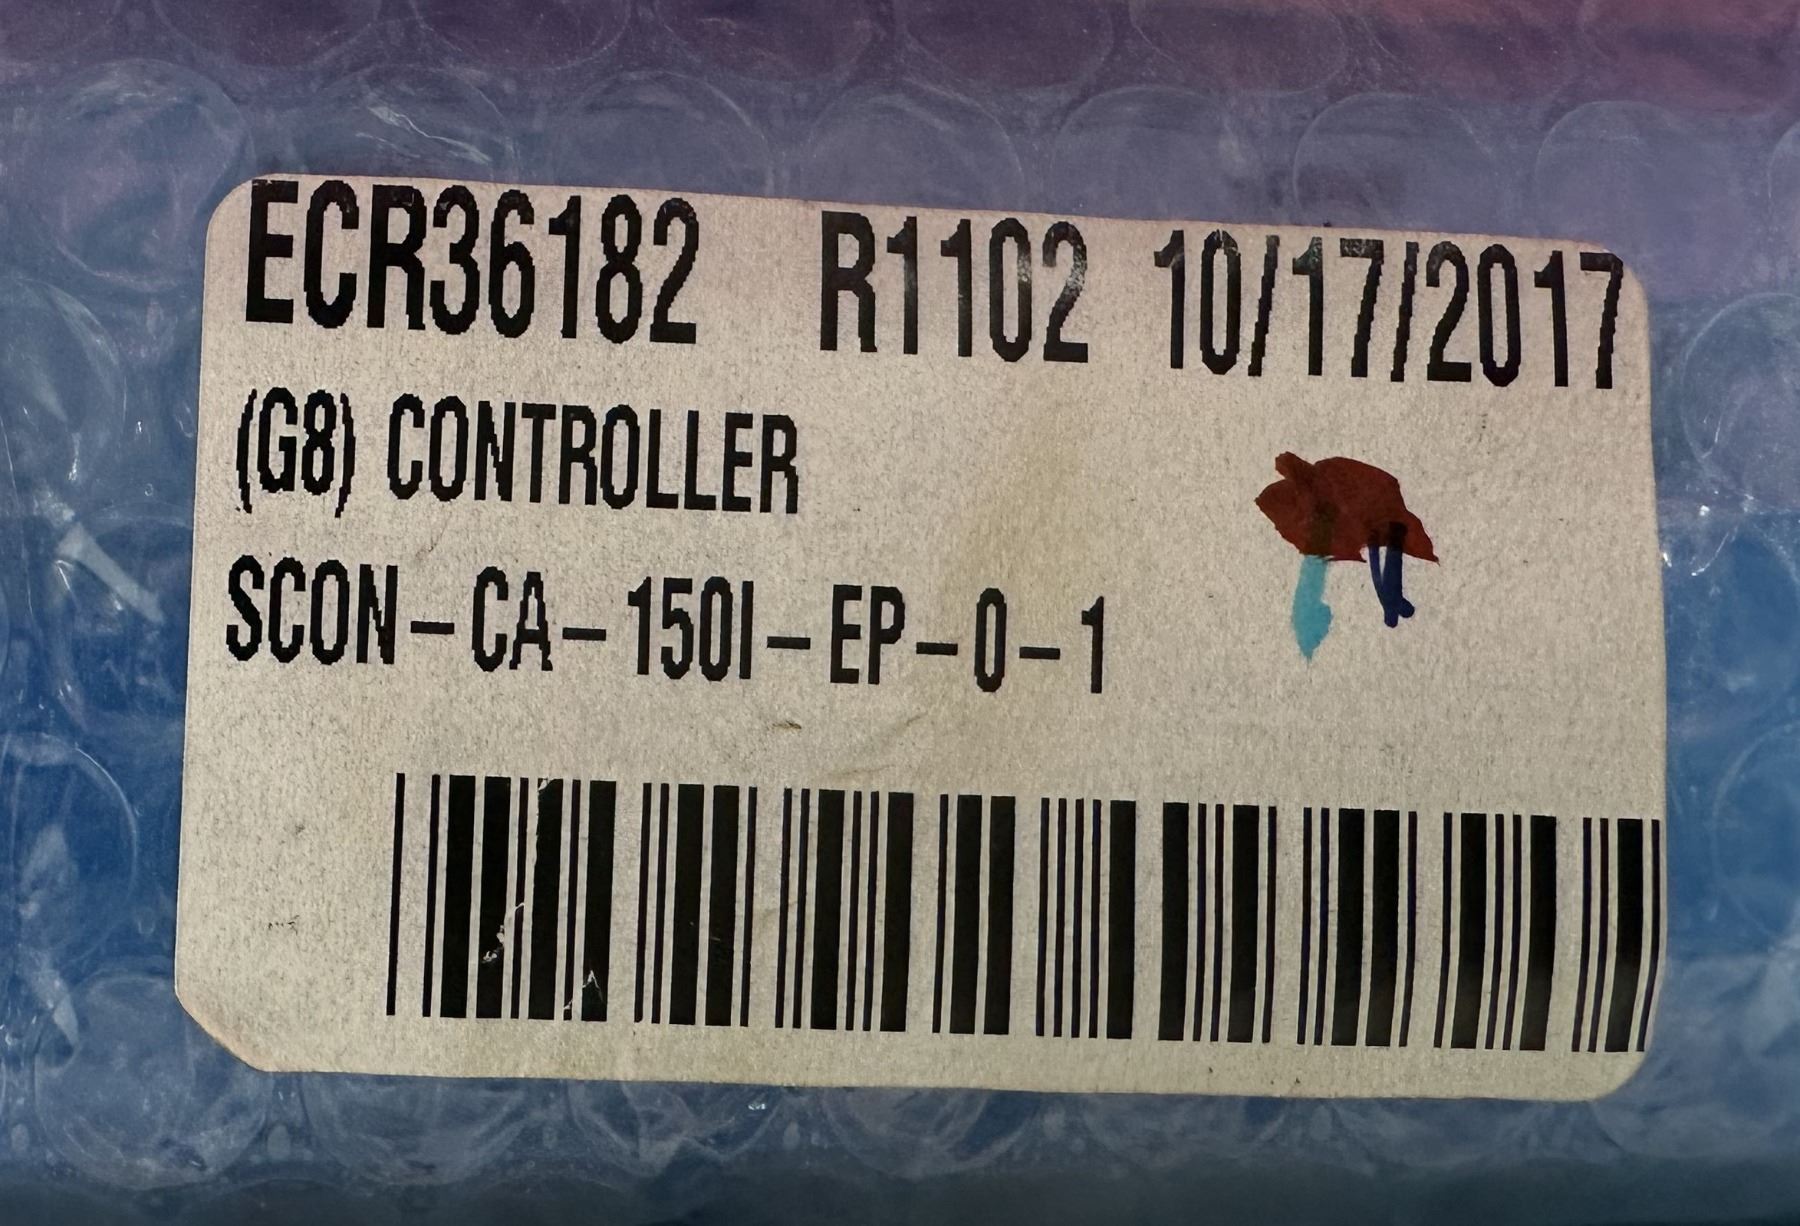 ECR36182 R1102 10/17/2017
(G8) CONTROLLER
SCON-CA-150I-EP-0-1